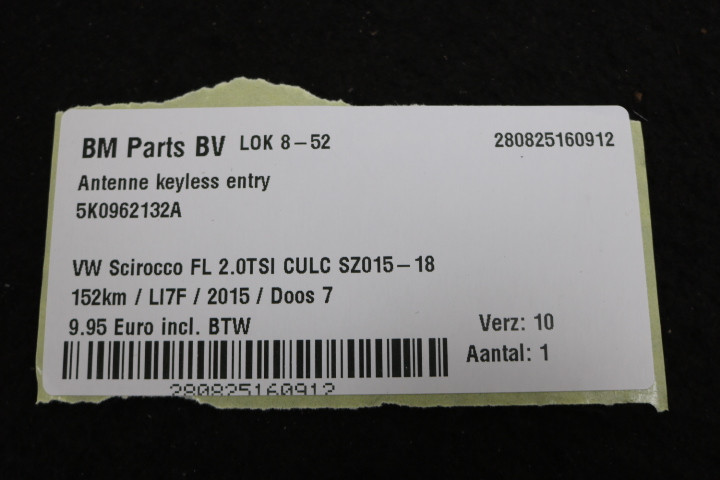 BM Parts BV LOK 8-52 280825160912
Antenne keyless entry
5K0962132A
VW Scirocco FL 2.0TSI CULC SZ015-18
152km / LI7F / 2015 / Doos 7
9.95 Euro incl. BTW Verz: 10
Aantal: 1
280825160912